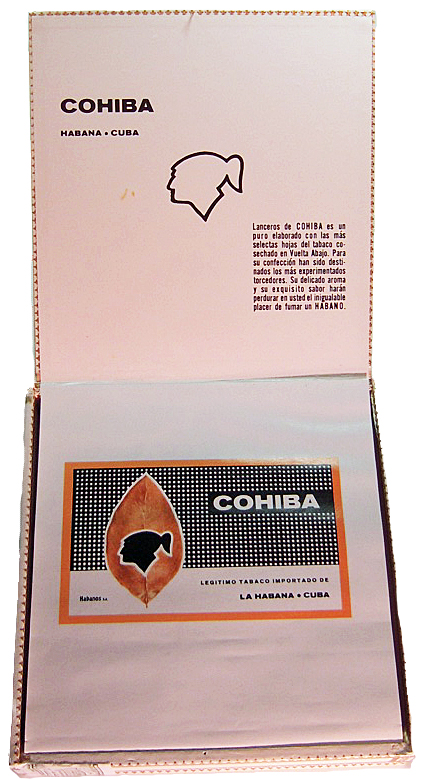 COHIBA
HABANA • CUBA
Lanceros de COHIBA es un
puro elaborado con las más
selectas hojas del tabaco co-
sechado en Vuelta Abajo. Para
su confección han sido desti-
nados los más experimentados
torcedores. Su delicado aroma
y su exquisito sabor harán
perdurar en usted el inigualable
placer de fumar un HABANO.
COHIBA
LEGITIMO TABACO IMPORTADO DE
LA HABANA • CUBA
Habanos s.a.